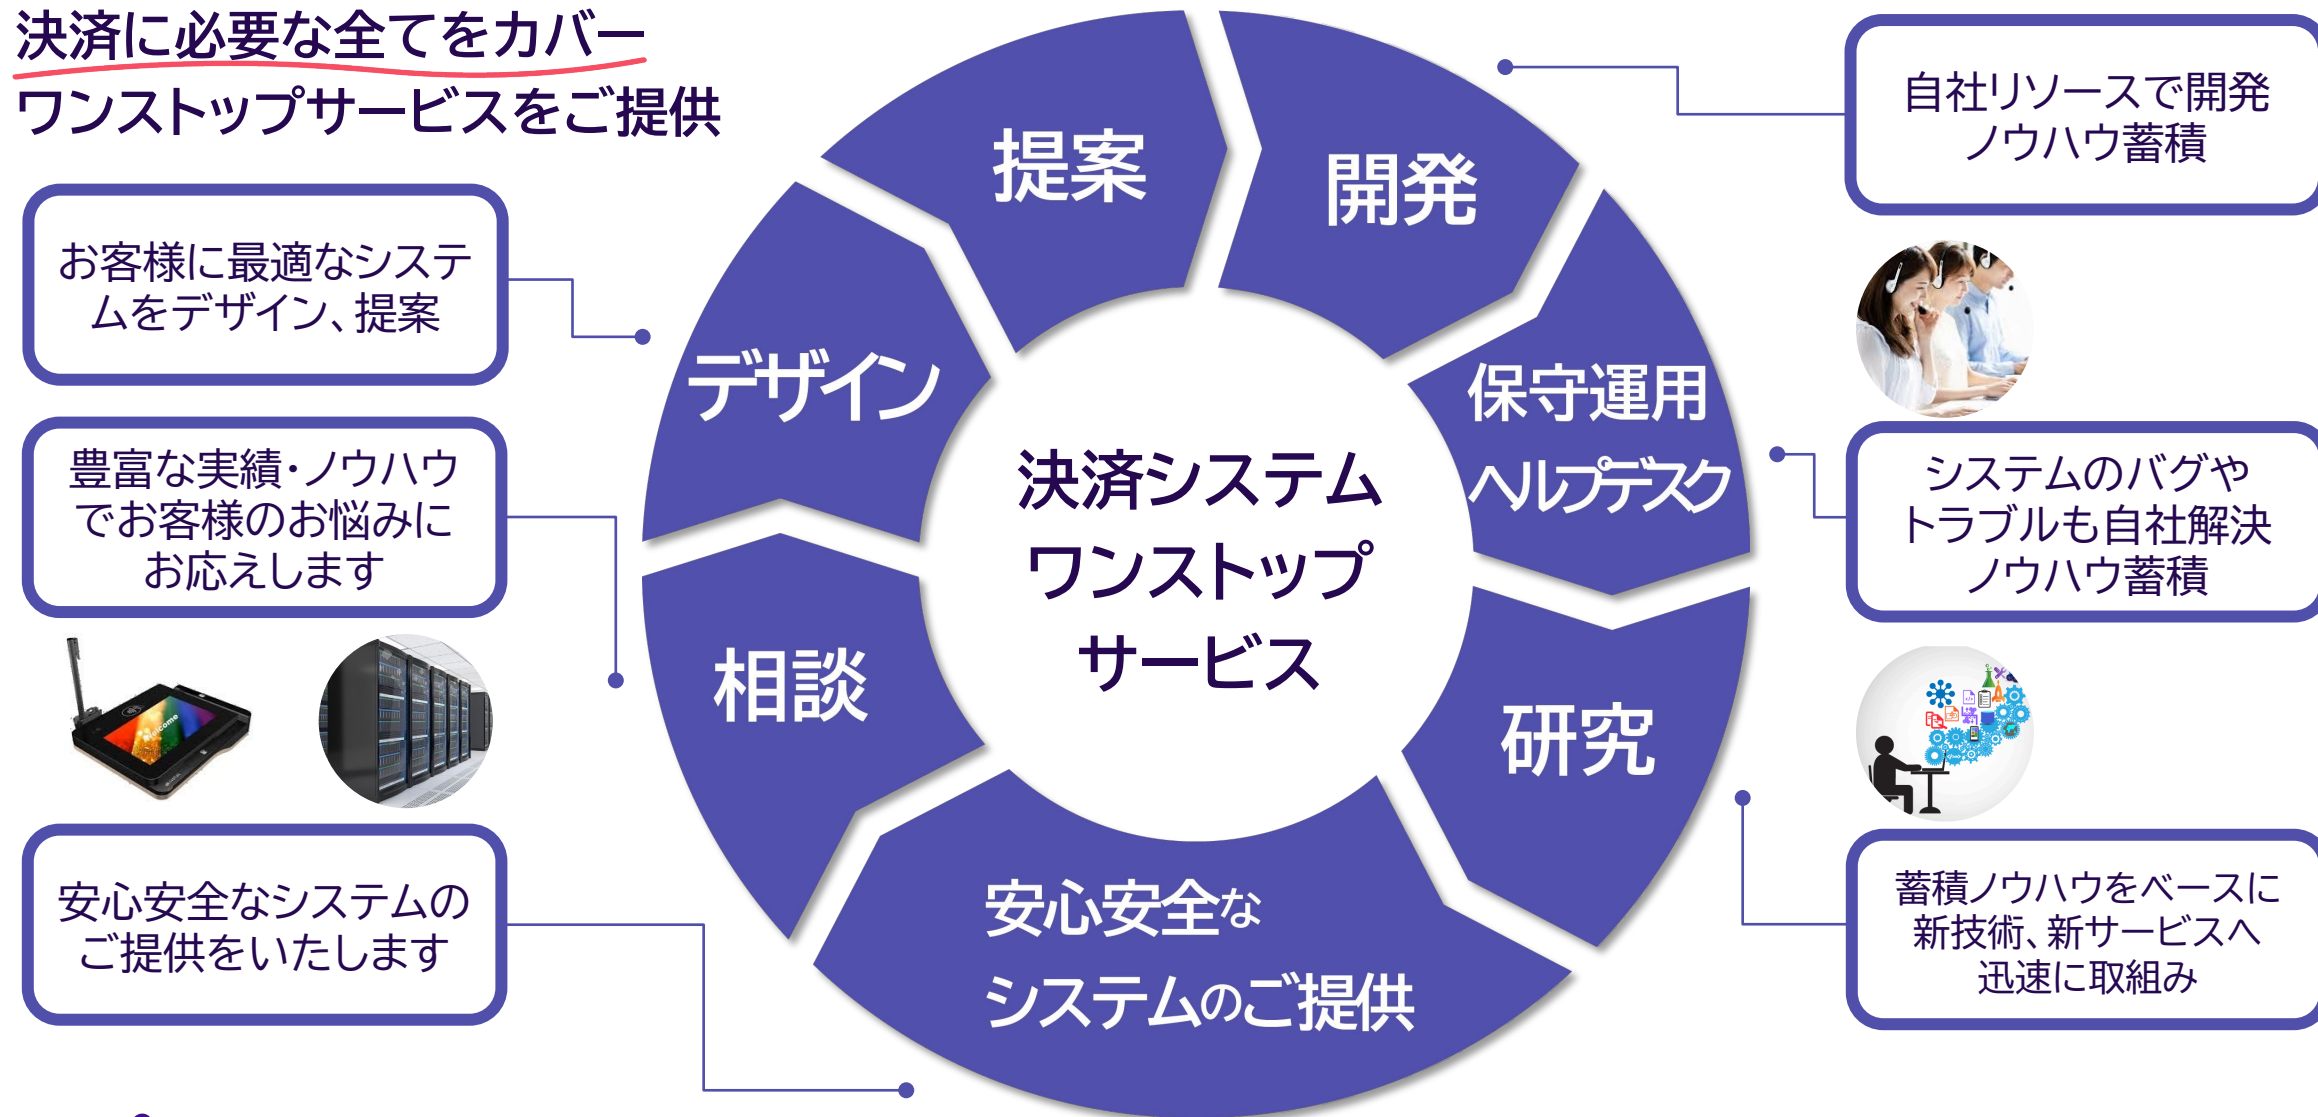 決済に必要な全てをカバー
ワンストップサービスをご提供
お客様に最適なシステ
ムをデザイン、提案
豊富な実績・ノウハウ
でお客様のお悩みに
お応えします
安心安全なシステムの
ご提供をいたします
提案
開発
デザイン
保守運用
ヘルプデスク
相談
研究
安心安全な
システムのご提供
決済システム
ワンストップ
サービス
自社リソースで開発
ノウハウ蓄積
システムのバグや
トラブルも自社解決
ノウハウ蓄積
蓄積ノウハウをベースに
新技術、新サービスへ
迅速に取組み
Welcome